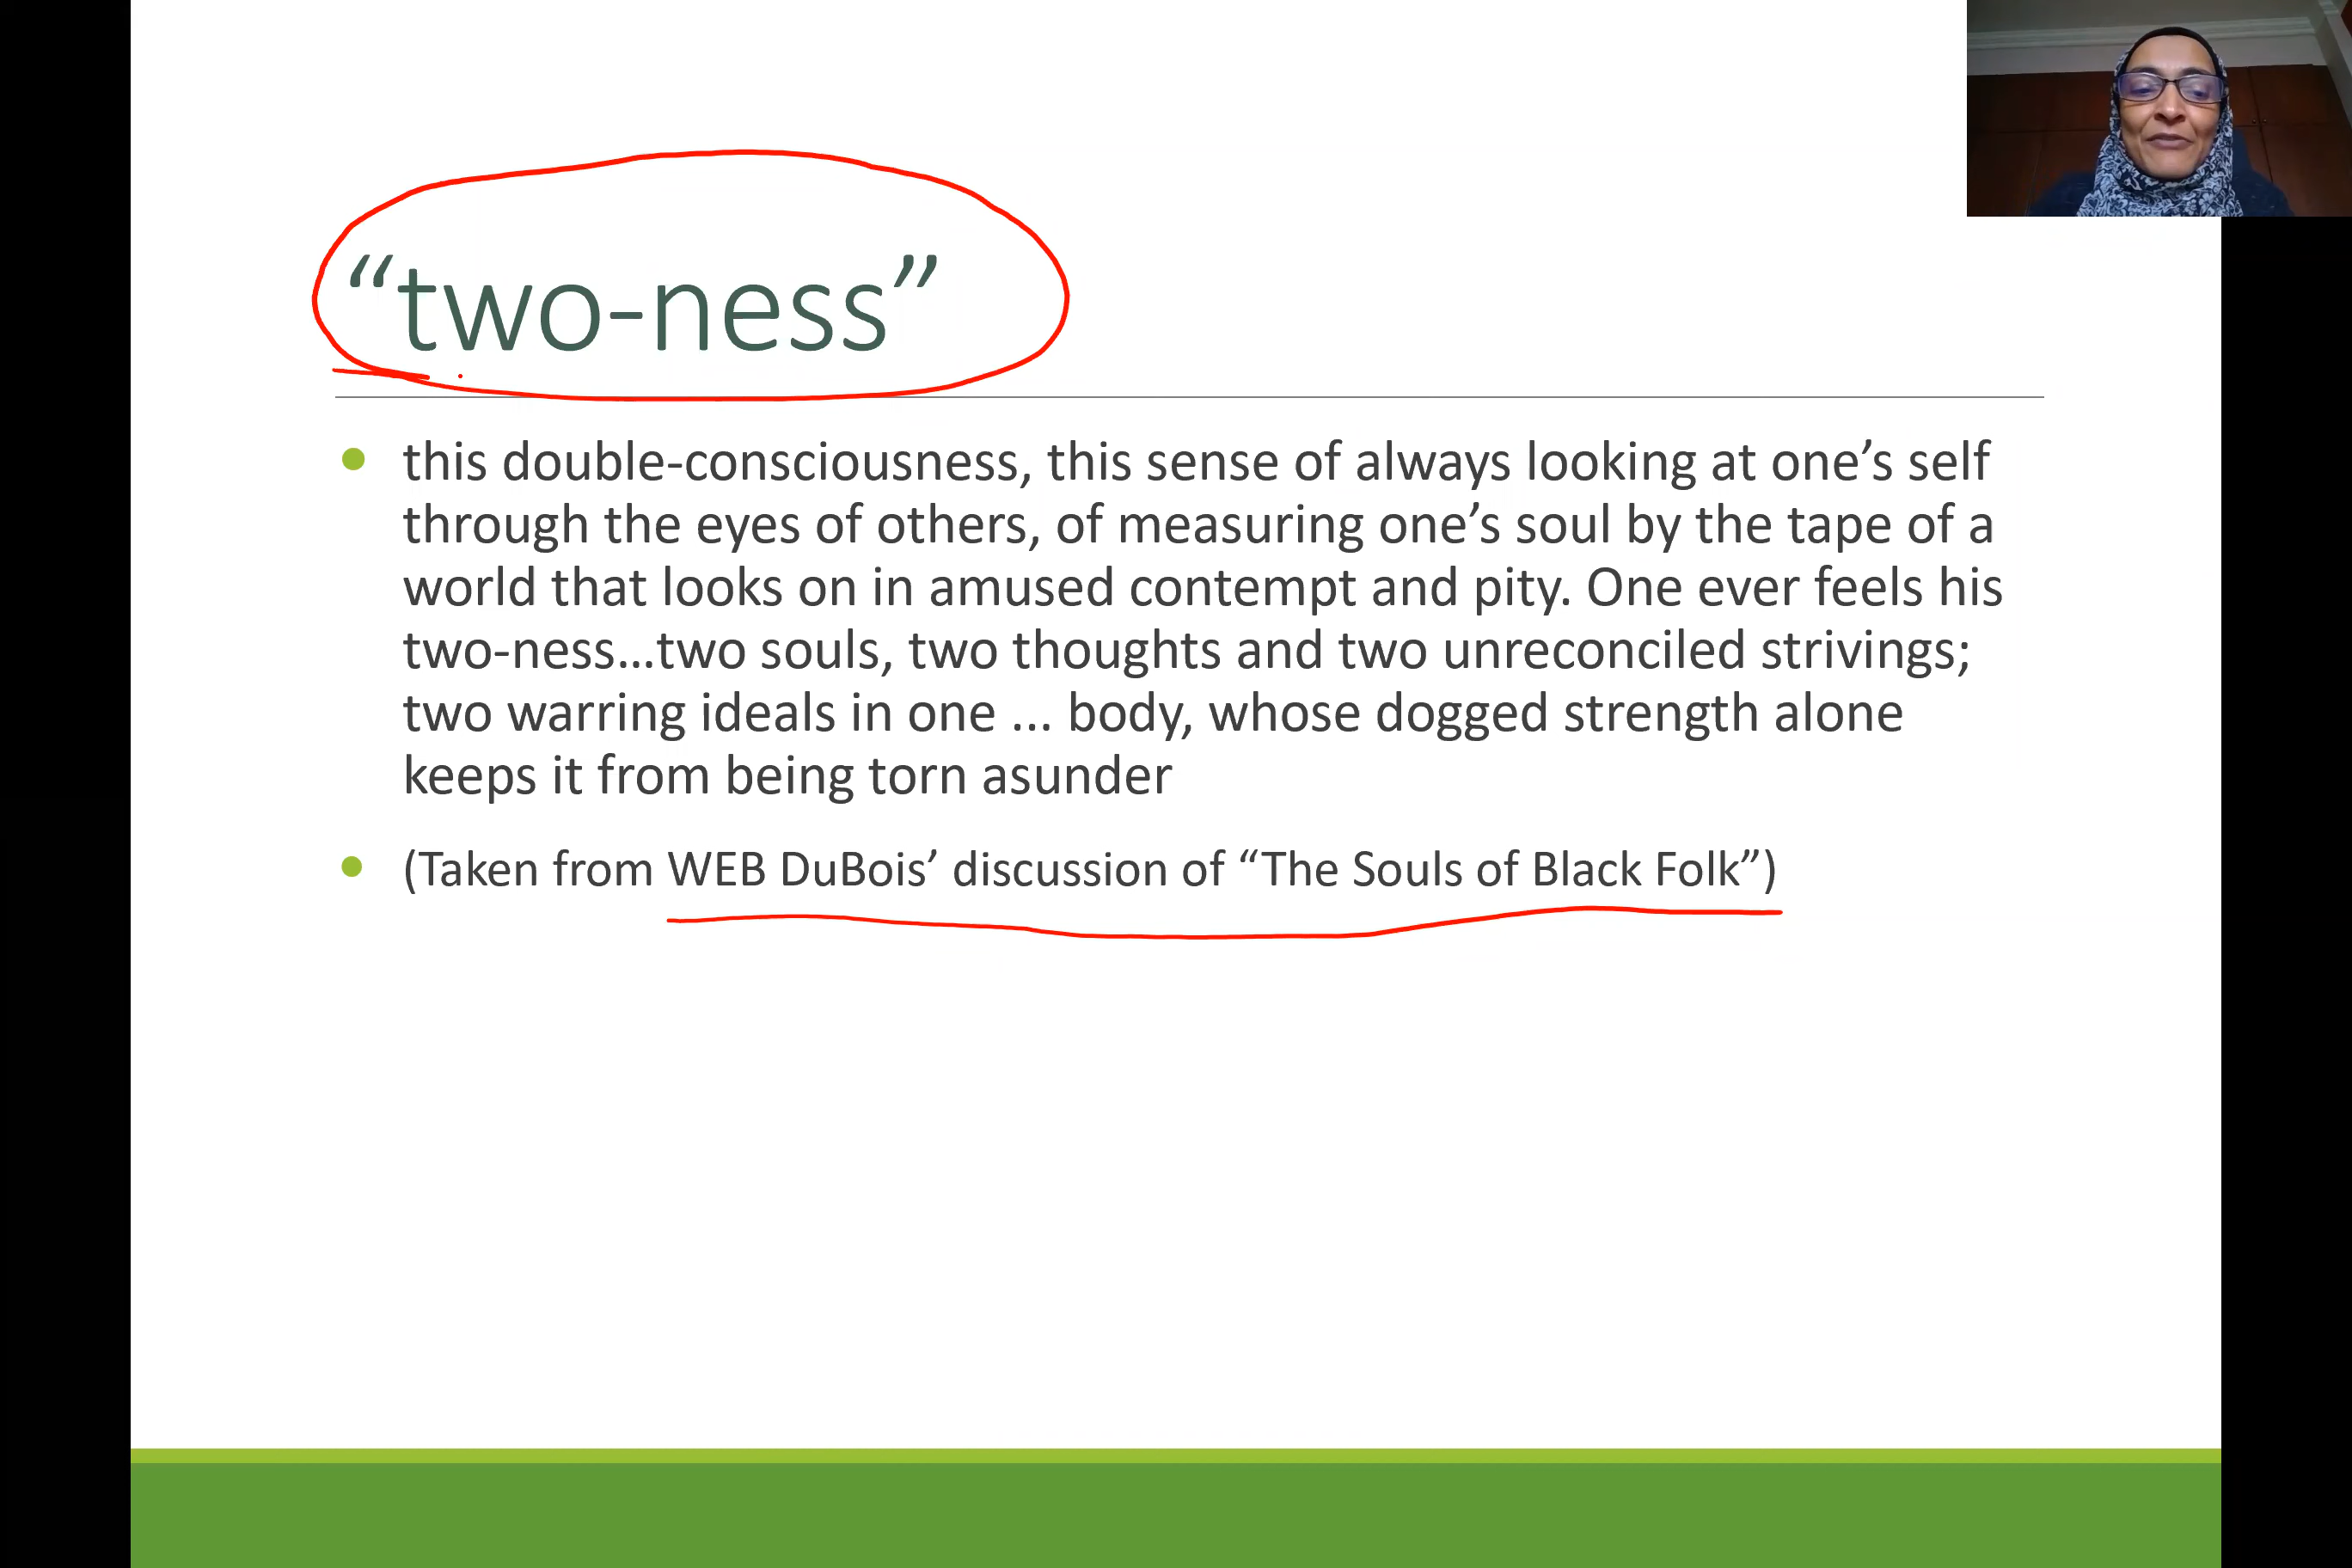 “two-ness”
this double-consciousness, this sense of always looking at one’s self
through the eyes of others, of measuring one’s soul by the tape of a
world that looks on in amused contempt and pity. One ever feels his
two-ness…two souls, two thoughts and two unreconciled strivings;
two warring ideals in one ... body, whose dogged strength alone
keeps it from being torn asunder
(Taken from WEB DuBois’ discussion of “The Souls of Black Folk”)